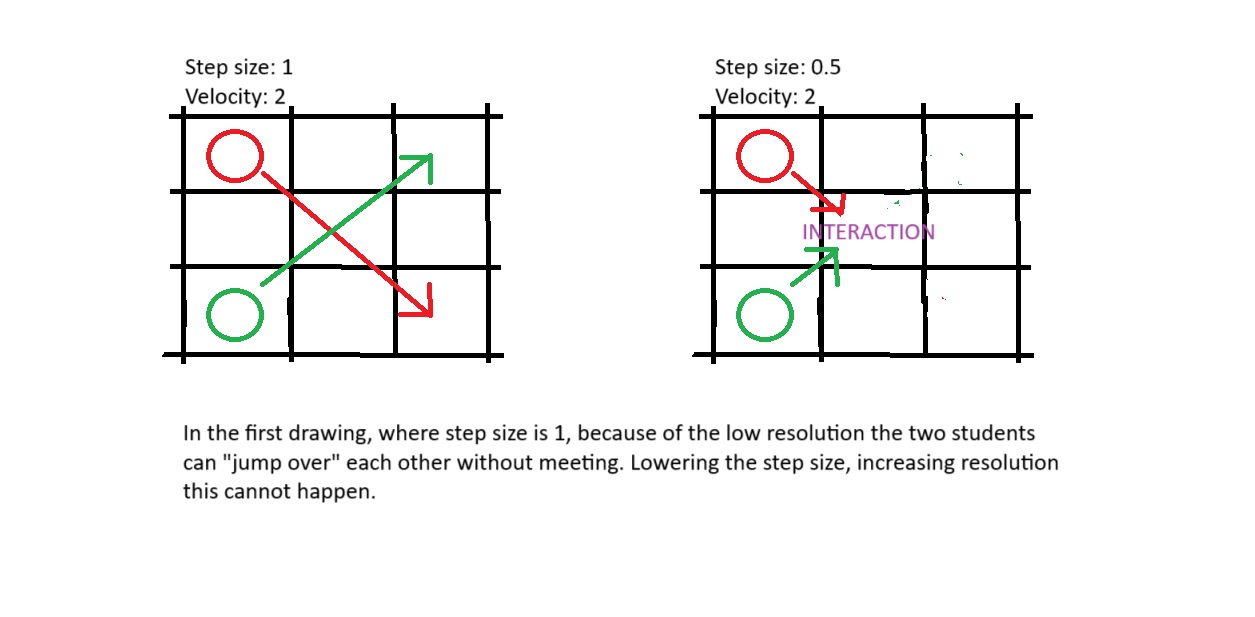 Step size: 1
Velocity: 2
Step size: 0.5
Velocity: 2
INTERACTION
In the first drawing, where step size is 1, because of the low resolution the two students
can "jump over" each other without meeting. Lowering the step size, increasing resolution
this cannot happen.